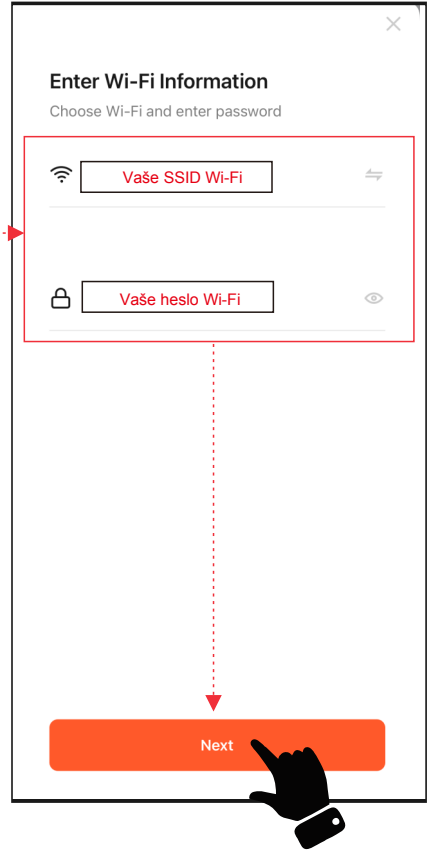 Enter Wi-Fi Information
Choose Wi-Fi and enter password
Vaše SSID Wi-Fi
Vaše heslo Wi-Fi
Next